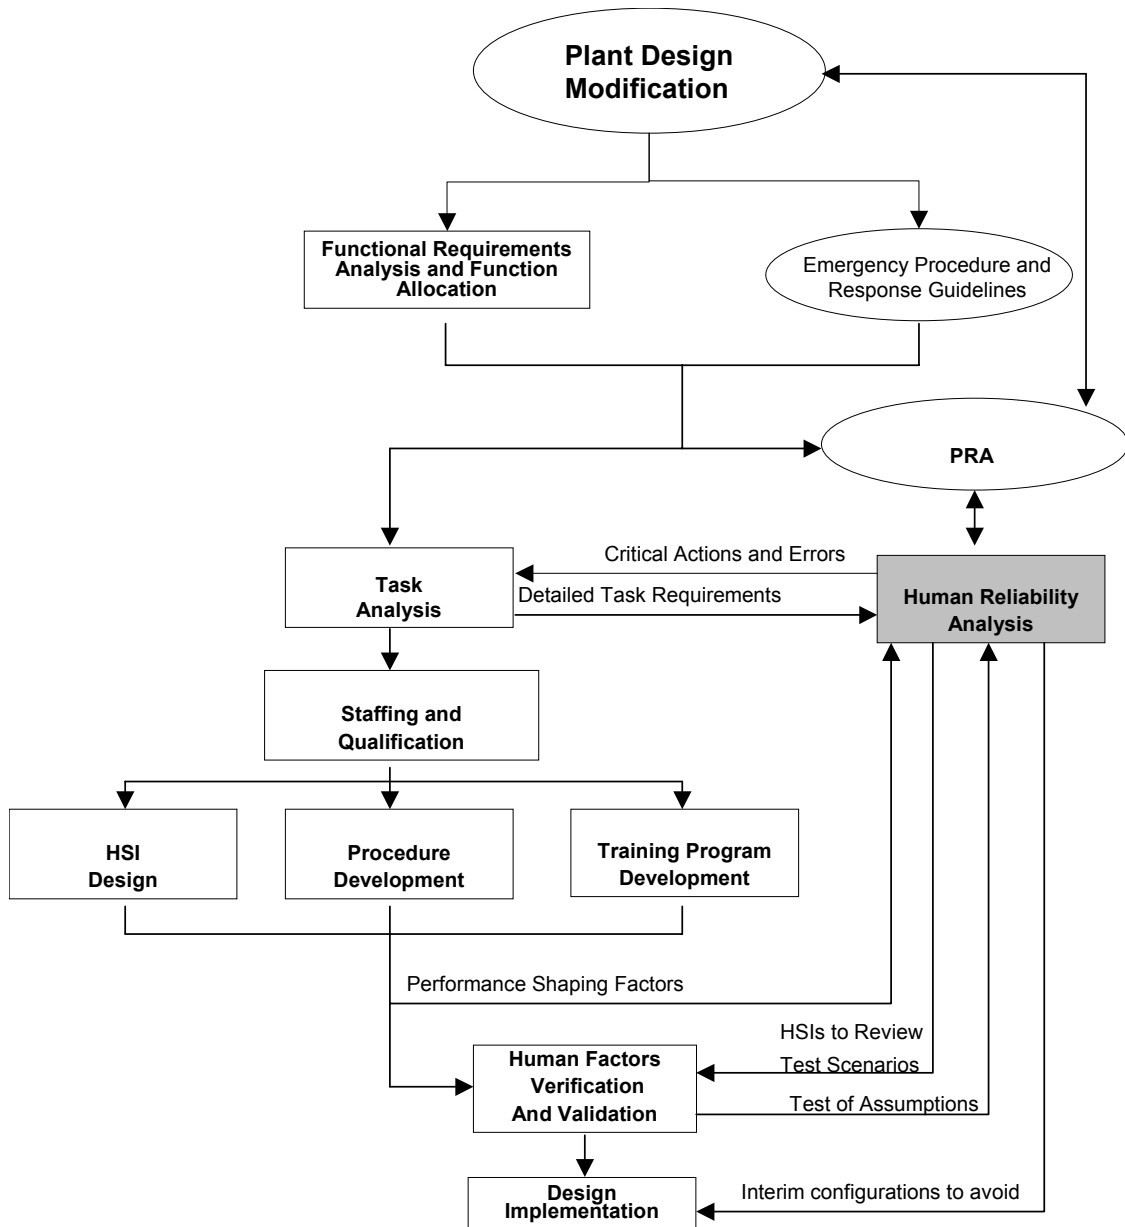 Plant Design
Modification
Functional Requirements
Analysis and Function
Allocation
Emergency Procedure and
Response Guidelines
PRA
Critical Actions and Errors
Task
Analysis
Detailed Task Requirements
Human Reliability
Analysis
Staffing and
Qualification
HSI
Design
Procedure
Development
Training Program
Development
Performance Shaping Factors
HSIs to Review
Test Scenarios
Human Factors
Verification
And Validation
Test of Assumptions
Design
Implementation
Interim configurations to avoid